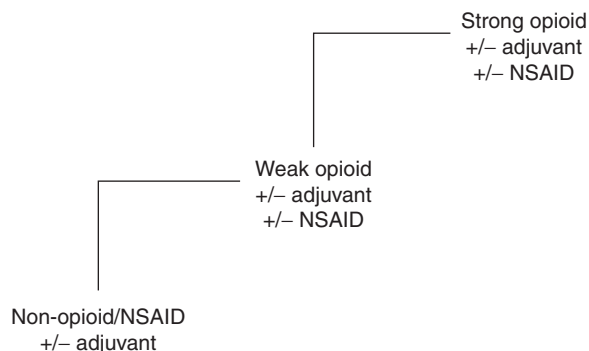 Strong opioid
+/– adjuvant
+/– NSAID
Weak opioid
+/– adjuvant
+/– NSAID
Non-opioid/NSAID
+/– adjuvant